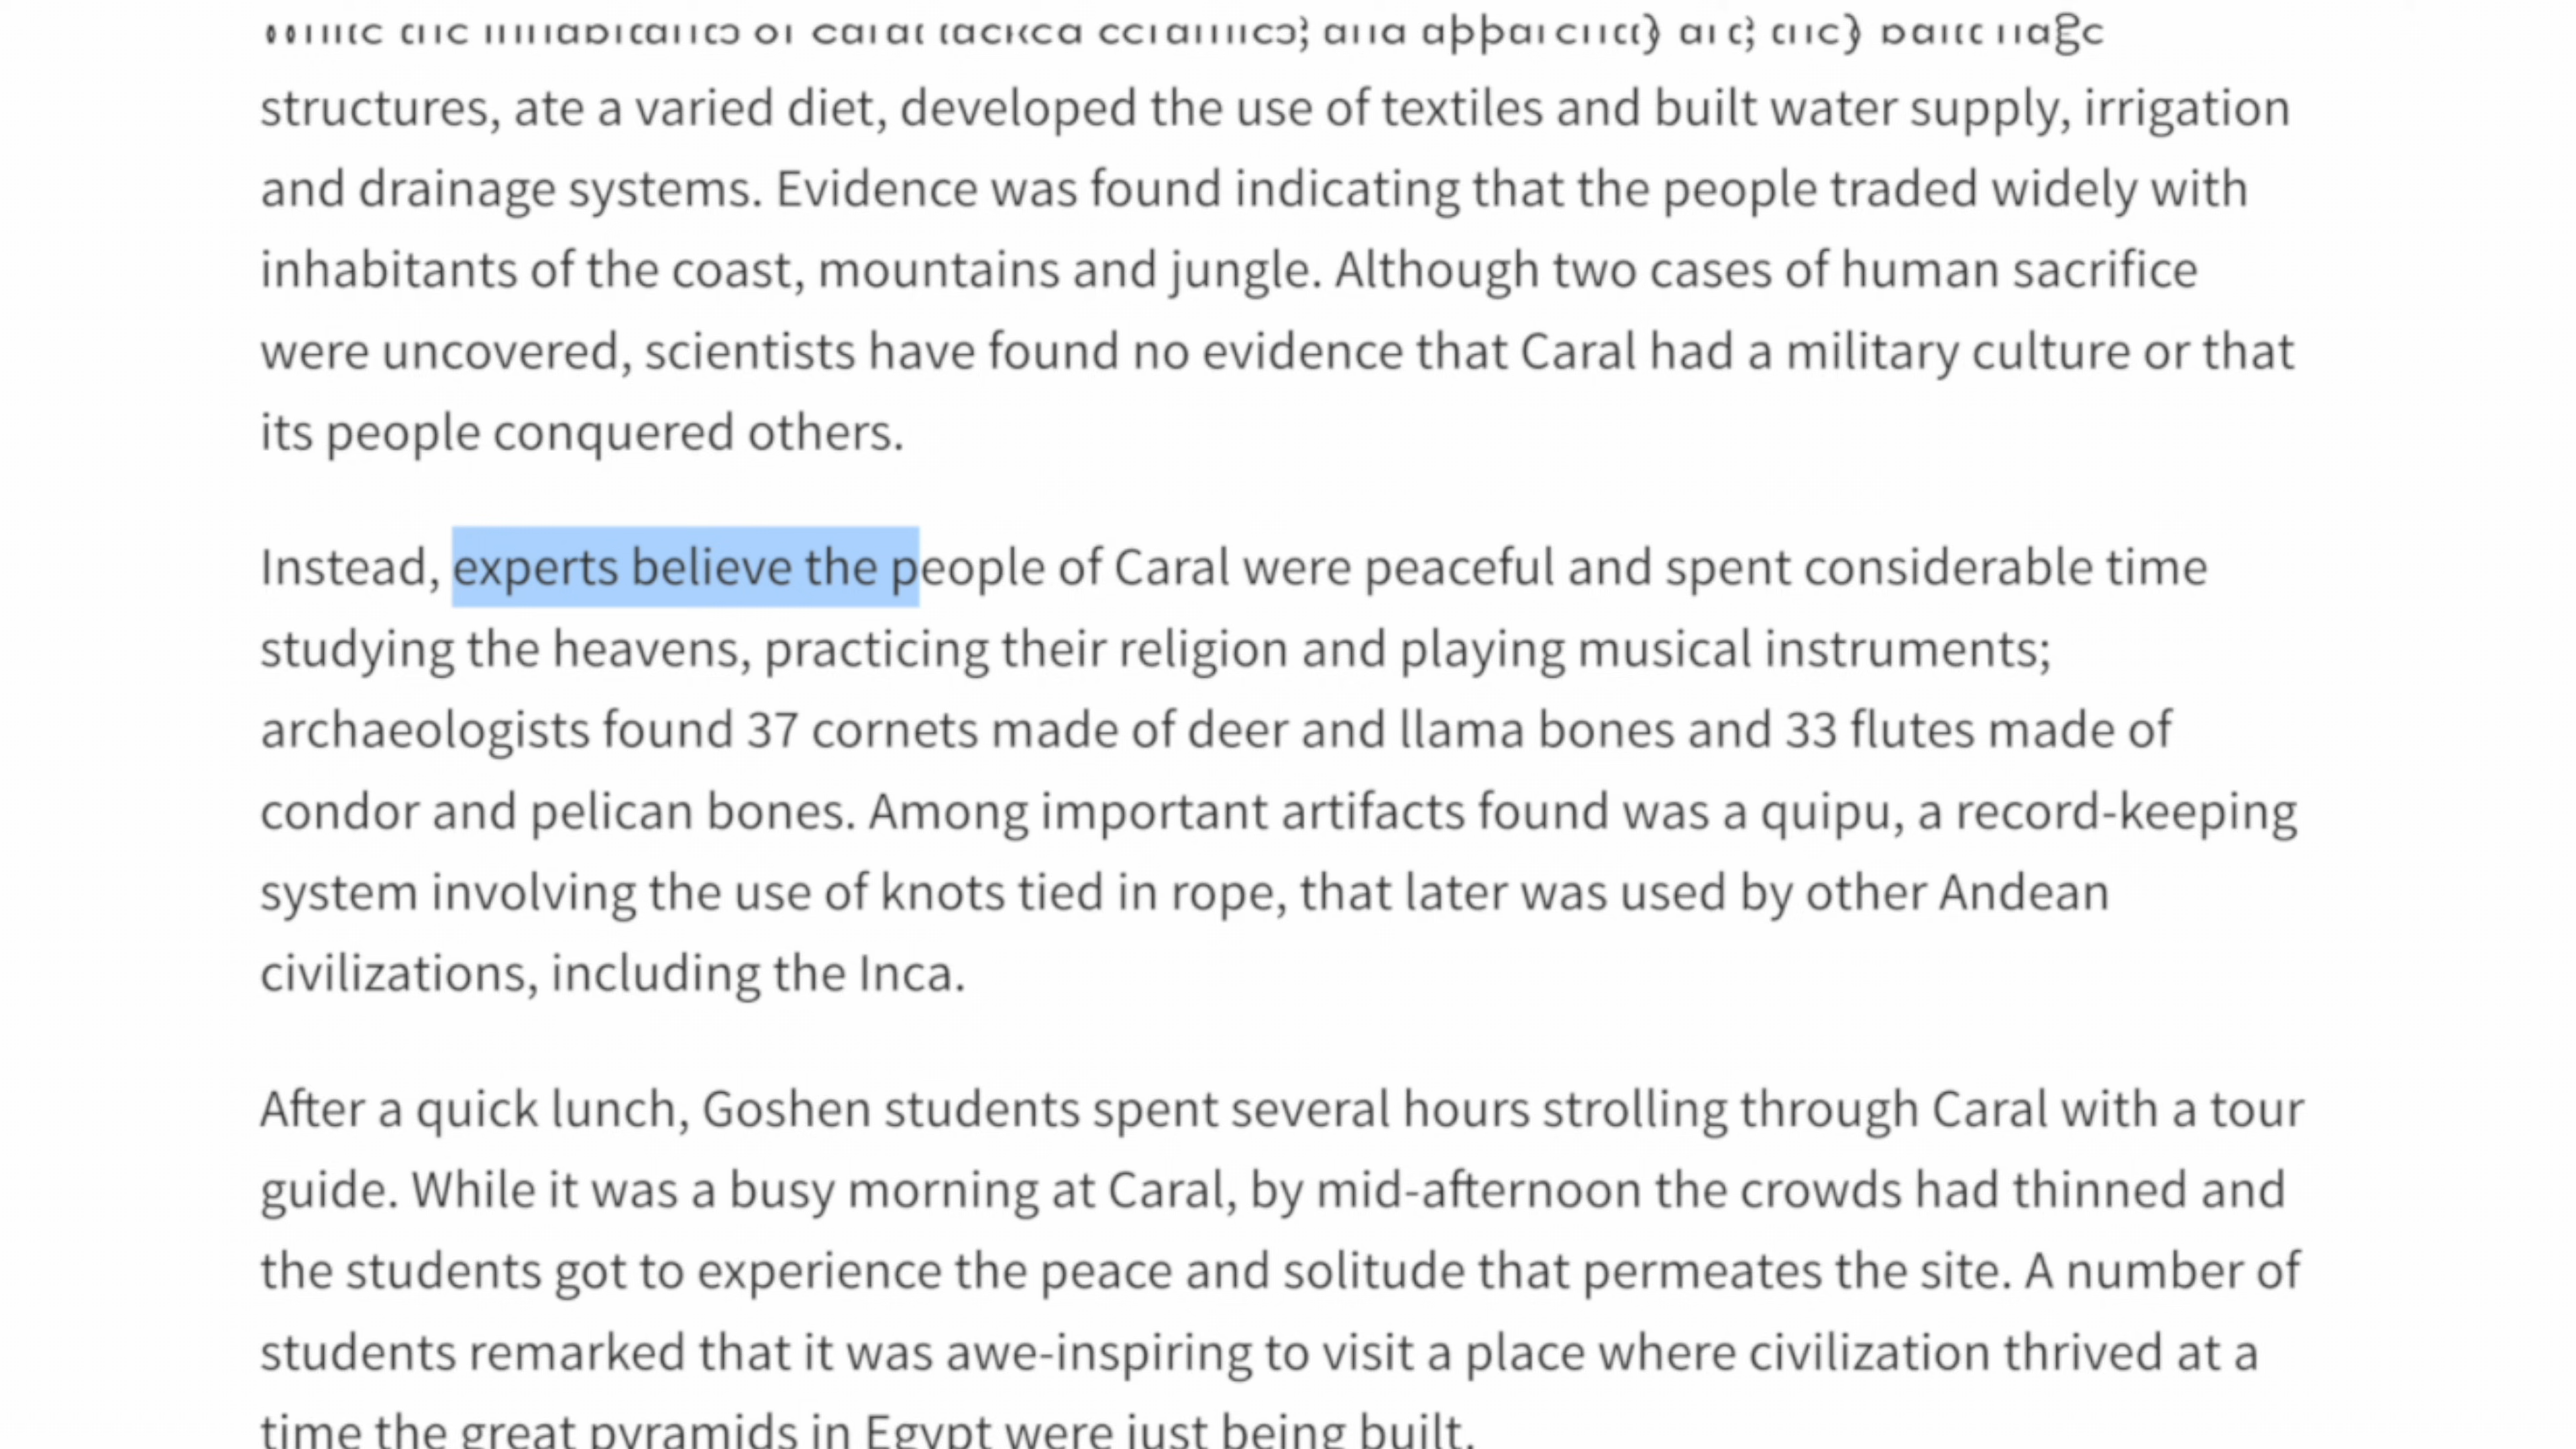 structures, ate a varied diet, developed the use of textiles and built water supply, irrigation
and drainage systems. Evidence was found indicating that the people traded widely with
inhabitants of the coast, mountains and jungle. Although two cases of human sacrifice
were uncovered, scientists have found no evidence that Caral had a military culture or that
its people conquered others.
Instead, experts believe the people of Caral were peaceful and spent considerable time
studying the heavens, practicing their religion and playing musical instruments;
archaeologists found 37 cornets made of deer and llama bones and 33 flutes made of
condor and pelican bones. Among important artifacts found was a quipu, a record-keeping
system involving the use of knots tied in rope, that later was used by other Andean
civilizations, including the Inca.
After a quick lunch, Goshen students spent several hours strolling through Caral with a tour
guide. While it was a busy morning at Caral, by mid-afternoon the crowds had thinned and
the students got to experience the peace and solitude that permeates the site. A number of
students remarked that it was awe-inspiring to visit a place where civilization thrived at a
time the great pyramids in Egypt were just being built.